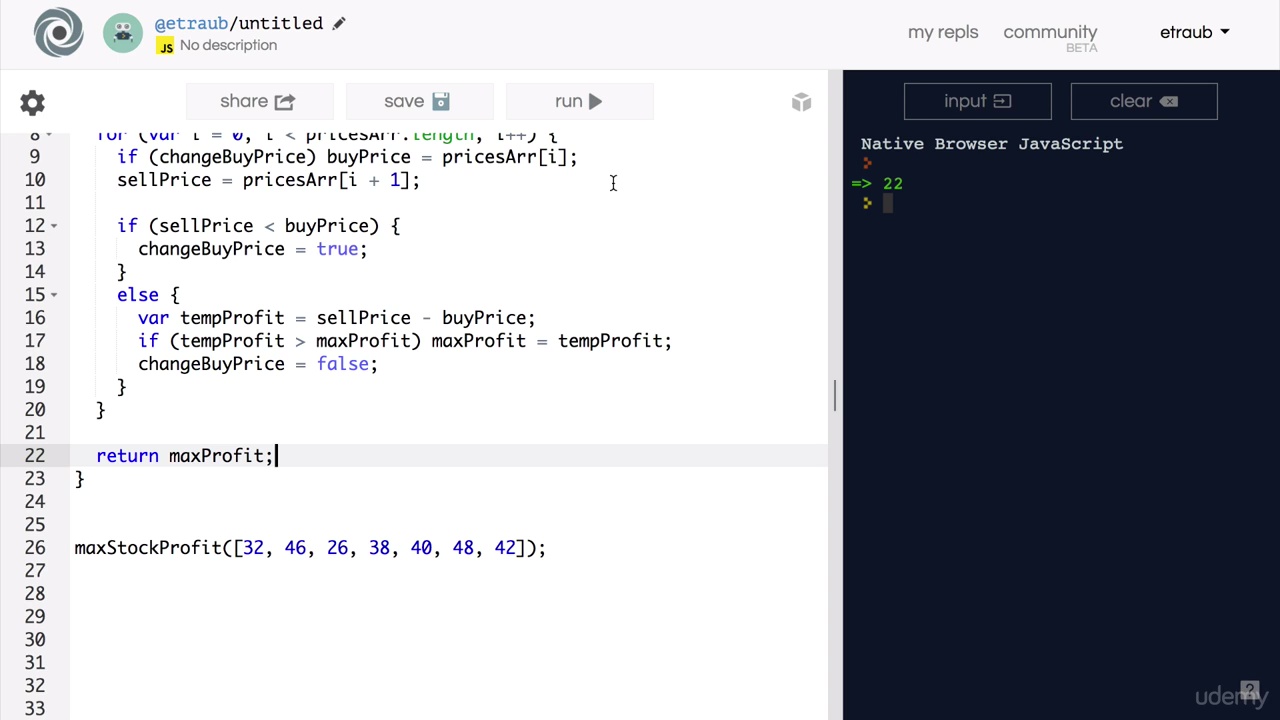 @etraub/untitled
JS No description
my repls
community
BETA
etraub
share
save
run
input
clear
8 for (var i = 0, i < pricesArr.length, i++) {
9 if (changeBuyPrice) buyPrice = pricesArr[i];
10 sellPrice = pricesArr[i + 1];
11
12 if (sellPrice < buyPrice) {
13 changeBuyPrice = true;
14 }
15 else {
16 var tempProfit = sellPrice - buyPrice;
17 if (tempProfit > maxProfit) maxProfit = tempProfit;
18 changeBuyPrice = false;
19 }
20 }
21
22 return maxProfit;
23 }
24
25
26 maxStockProfit([32, 46, 26, 38, 40, 48, 42]);
27
28
29
30
31
32
33
Native Browser JavaScript
=> 22
udemy
2